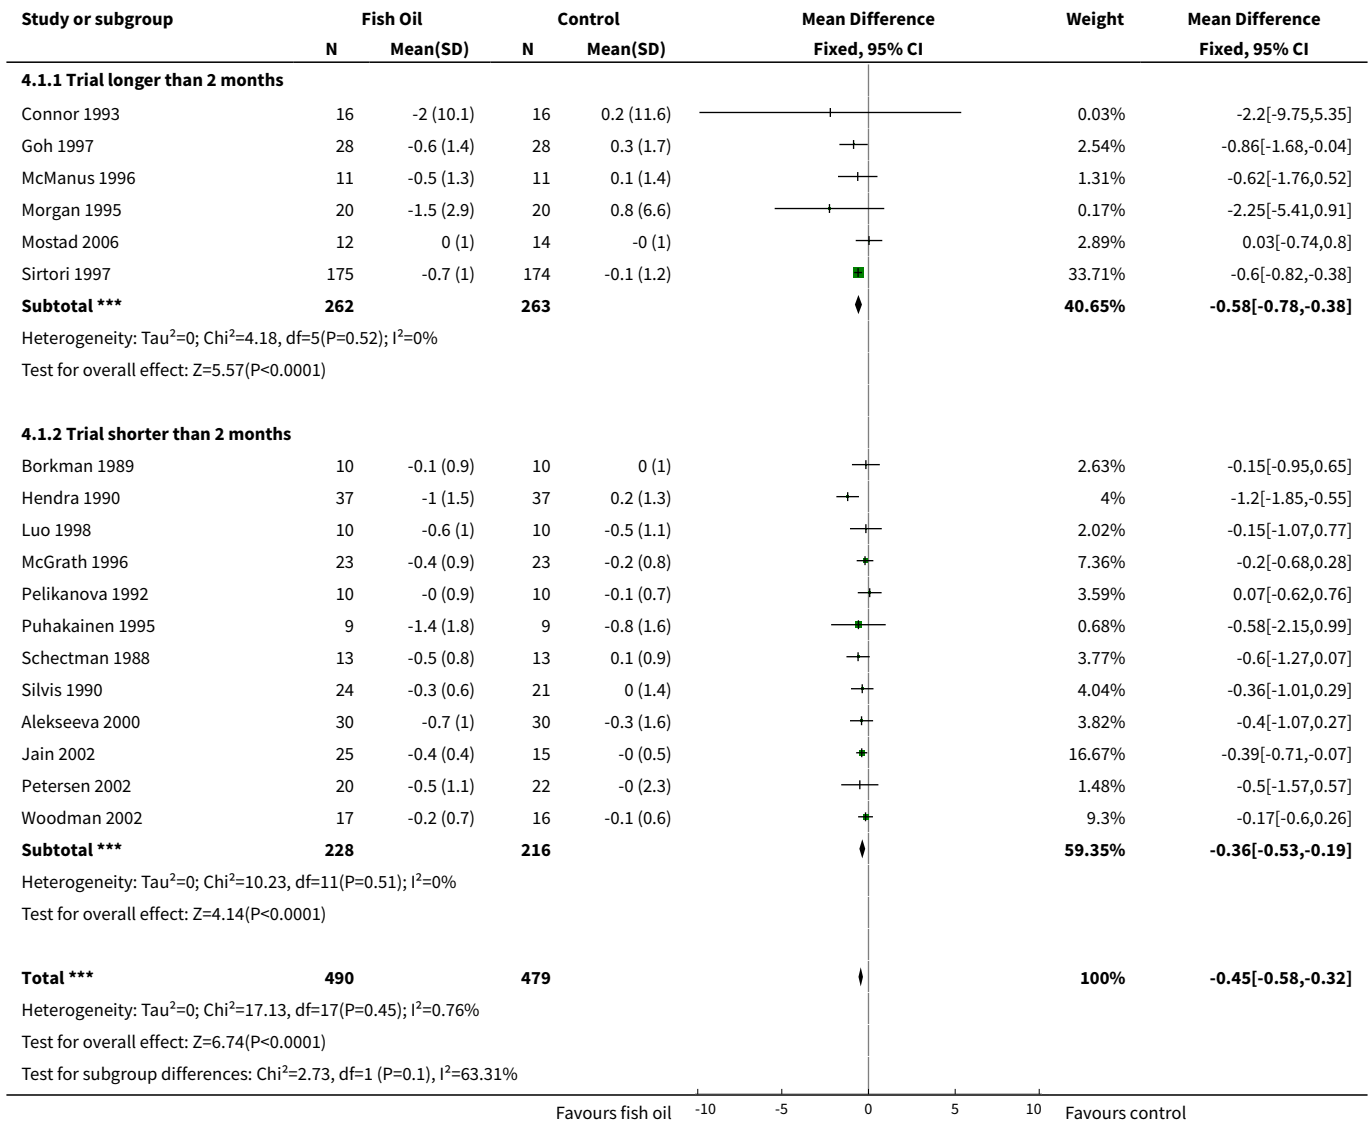 Study or subgroup Fish Oil Control Mean Difference Weight Mean Difference
N Mean(SD) N Mean(SD) Fixed, 95% CI Fixed, 95% CI
4.1.1 Trial longer than 2 months
Connor 1993 16 -2 (10.1) 16 0.2 (11.6) 0.03% -2.2[-9.75,5.35]
Goh 1997 28 -0.6 (1.4) 28 0.3 (1.7) 2.54% -0.86[-1.68,-0.04]
McManus 1996 11 -0.5 (1.3) 11 0.1 (1.4) 1.31% -0.62[-1.76,0.52]
Morgan 1995 20 -1.5 (2.9) 20 0.8 (6.6) 0.17% -2.25[-5.41,0.91]
Mostad 2006 12 0 (1) 14 -0 (1) 2.89% 0.03[-0.74,0.8]
Sirtori 1997 175 -0.7 (1) 174 -0.1 (1.2) 33.71% -0.6[-0.82,-0.38]
Subtotal *** 262 263 40.65% -0.58[-0.78,-0.38]
Heterogeneity: Tau²=0; Chi²=4.18, df=5(P=0.52); I²=0%
Test for overall effect: Z=5.57(P<0.0001)
4.1.2 Trial shorter than 2 months
Borkman 1989 10 -0.1 (0.9) 10 0 (1) 2.63% -0.15[-0.95,0.65]
Hendra 1990 37 -1 (1.5) 37 0.2 (1.3) 4% -1.2[-1.85,-0.55]
Luo 1998 10 -0.6 (1) 10 -0.5 (1.1) 2.02% -0.15[-1.07,0.77]
McGrath 1996 23 -0.4 (0.9) 23 -0.2 (0.8) 7.36% -0.2[-0.68,0.28]
Pelikanova 1992 10 -0 (0.9) 10 -0.1 (0.7) 3.59% 0.07[-0.62,0.76]
Puhakainen 1995 9 -1.4 (1.8) 9 -0.8 (1.6) 0.68% -0.58[-2.15,0.99]
Schectman 1988 13 -0.5 (0.8) 13 0.1 (0.9) 3.77% -0.6[-1.27,0.07]
Silvis 1990 24 -0.3 (0.6) 21 0 (1.4) 4.04% -0.36[-1.01,0.29]
Alekseeva 2000 30 -0.7 (1) 30 -0.3 (1.6) 3.82% -0.4[-1.07,0.27]
Jain 2002 25 -0.4 (0.4) 15 -0 (0.5) 16.67% -0.39[-0.71,-0.07]
Petersen 2002 20 -0.5 (1.1) 22 -0 (2.3) 1.48% -0.5[-1.57,0.57]
Woodman 2002 17 -0.2 (0.7) 16 -0.1 (0.6) 9.3% -0.17[-0.6,0.26]
Subtotal *** 228 216 59.35% -0.36[-0.53,-0.19]
Heterogeneity: Tau²=0; Chi²=10.23, df=11(P=0.51); I²=0%
Test for overall effect: Z=4.14(P<0.0001)
Total *** 490 479 100% -0.45[-0.58,-0.32]
Heterogeneity: Tau²=0; Chi²=17.13, df=17(P=0.45); I²=0.76%
Test for overall effect: Z=6.74(P<0.0001)
Test for subgroup differences: Chi²=2.73, df=1 (P=0.1), I²=63.31%
Favours fish oil -10 -5 0 5 10 Favours control